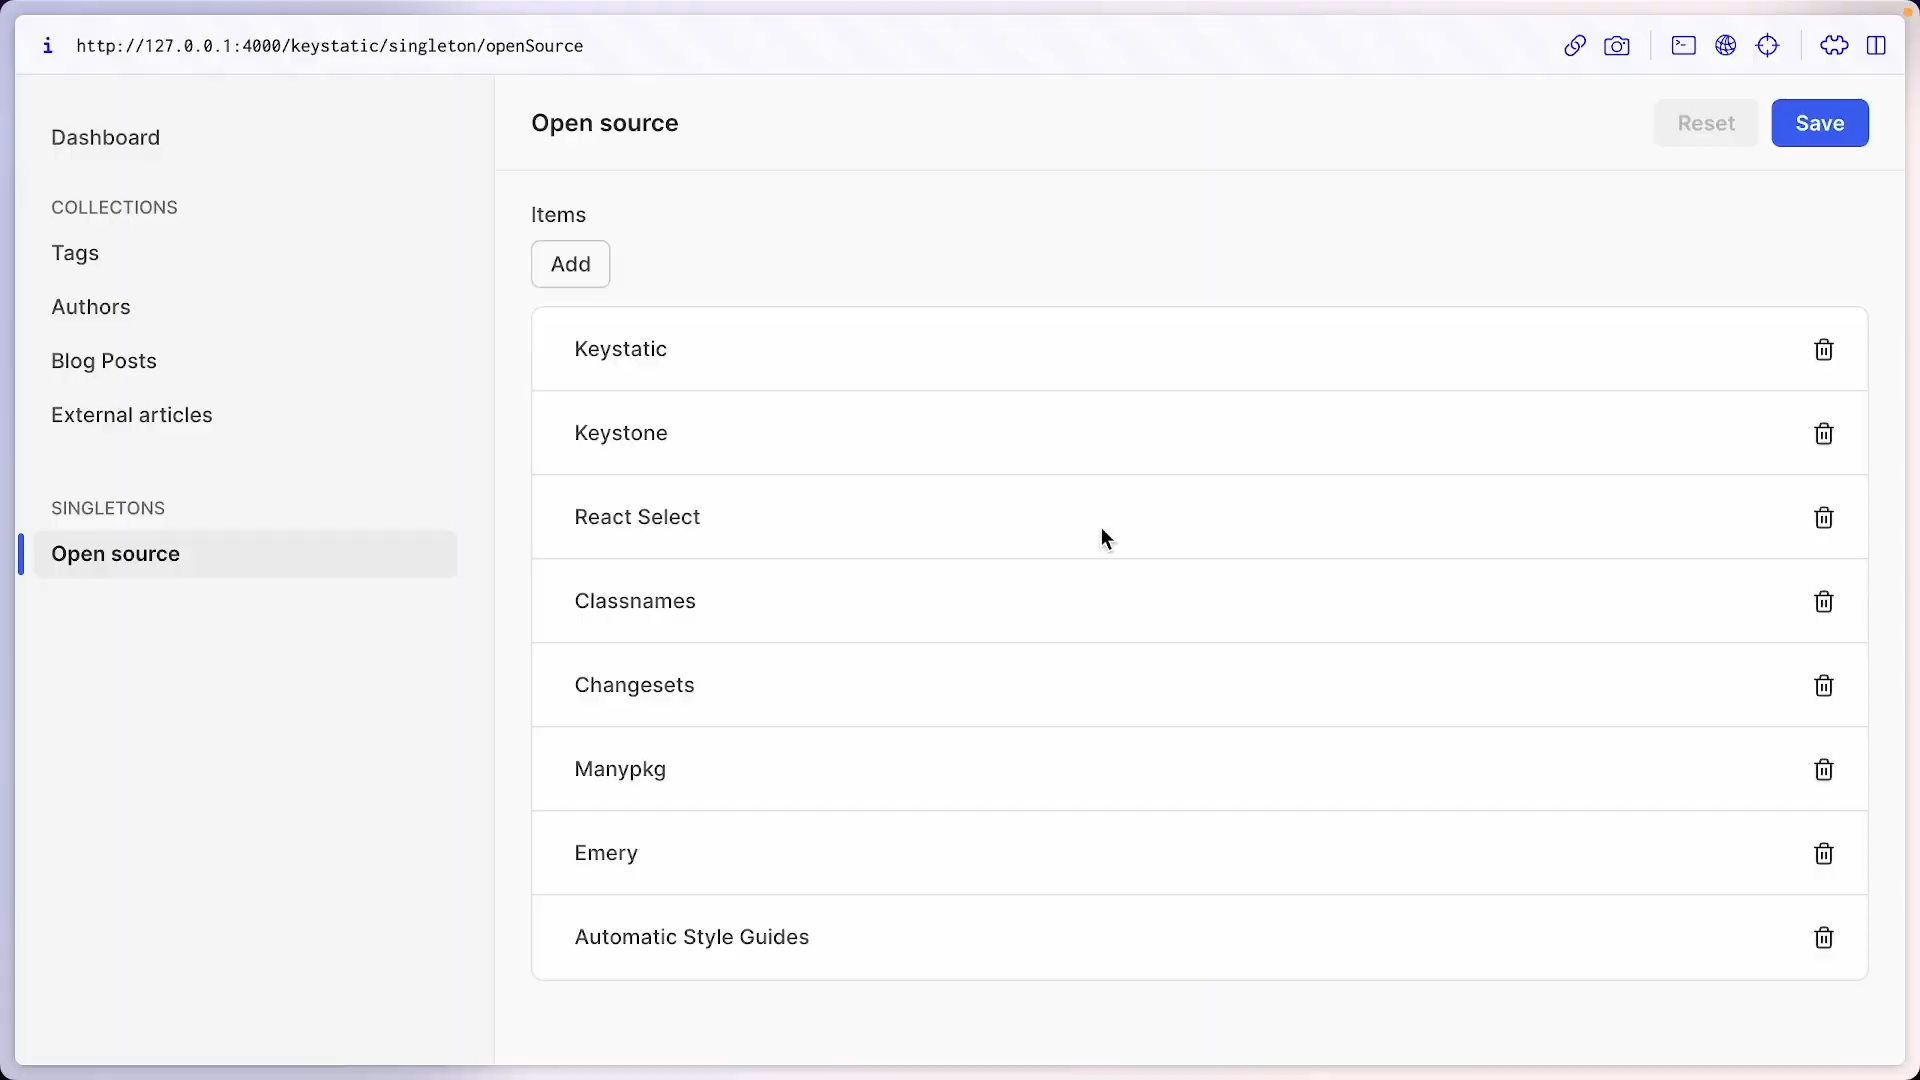 i http://127.0.0.1:4000/keystatic/singleton/openSource
Dashboard
COLLECTIONS
Tags
Authors
Blog Posts
External articles
SINGLETONS
Open source
Open source
Reset
Save
Items
Add
Keystatic
Keystone
React Select
Classnames
Changesets
Manypkg
Emery
Automatic Style Guides